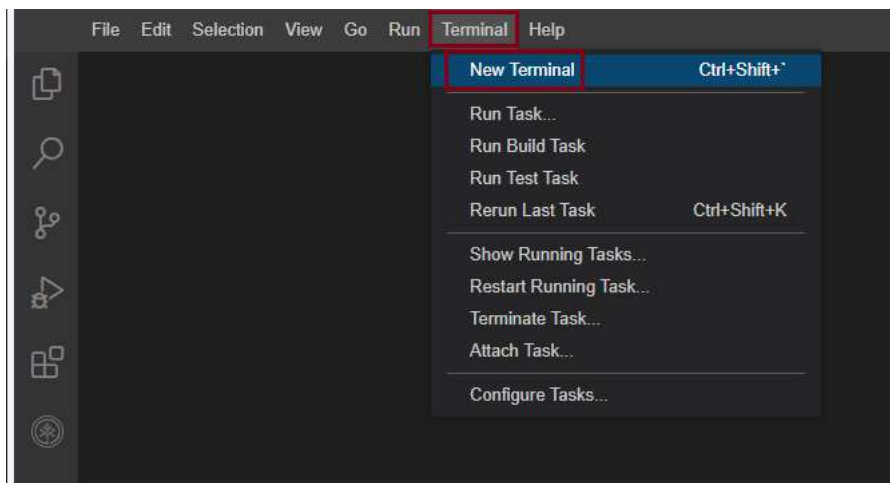 File Edit Selection View Go Run Terminal Help
New Terminal Ctrl+Shift+`
Run Task...
Run Build Task
Run Test Task
Rerun Last Task Ctrl+Shift+K
Show Running Tasks...
Restart Running Task...
Terminate Task...
Attach Task...
Configure Tasks...